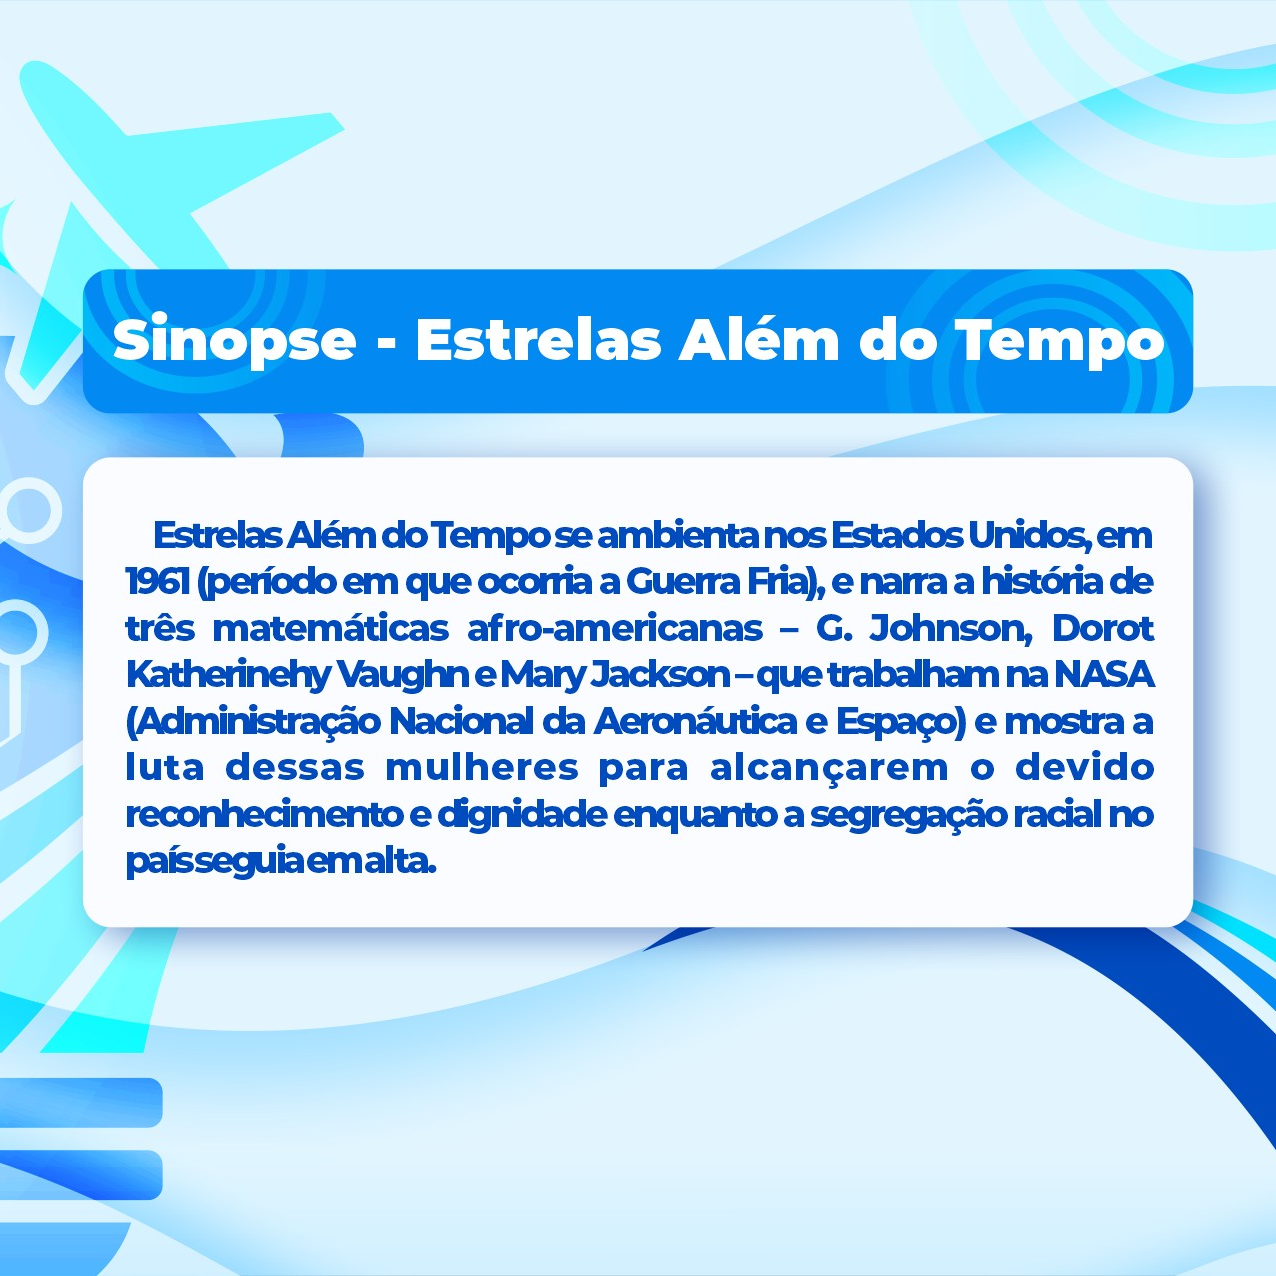 Sinopse - Estrelas Além do Tempo
Estrelas Além do Tempo se ambienta nos Estados Unidos, em
1961 (período em que ocorria a Guerra Fria), e narra a história de
três matemáticas afro-americanas – G. Johnson, Dorot
Katherinehy Vaughn e Mary Jackson – que trabalham na NASA
(Administração Nacional da Aeronáutica e Espaço) e mostra a
luta dessas mulheres para alcançarem o devido
reconhecimento e dignidade enquanto a segregação racial no
país seguia em alta.